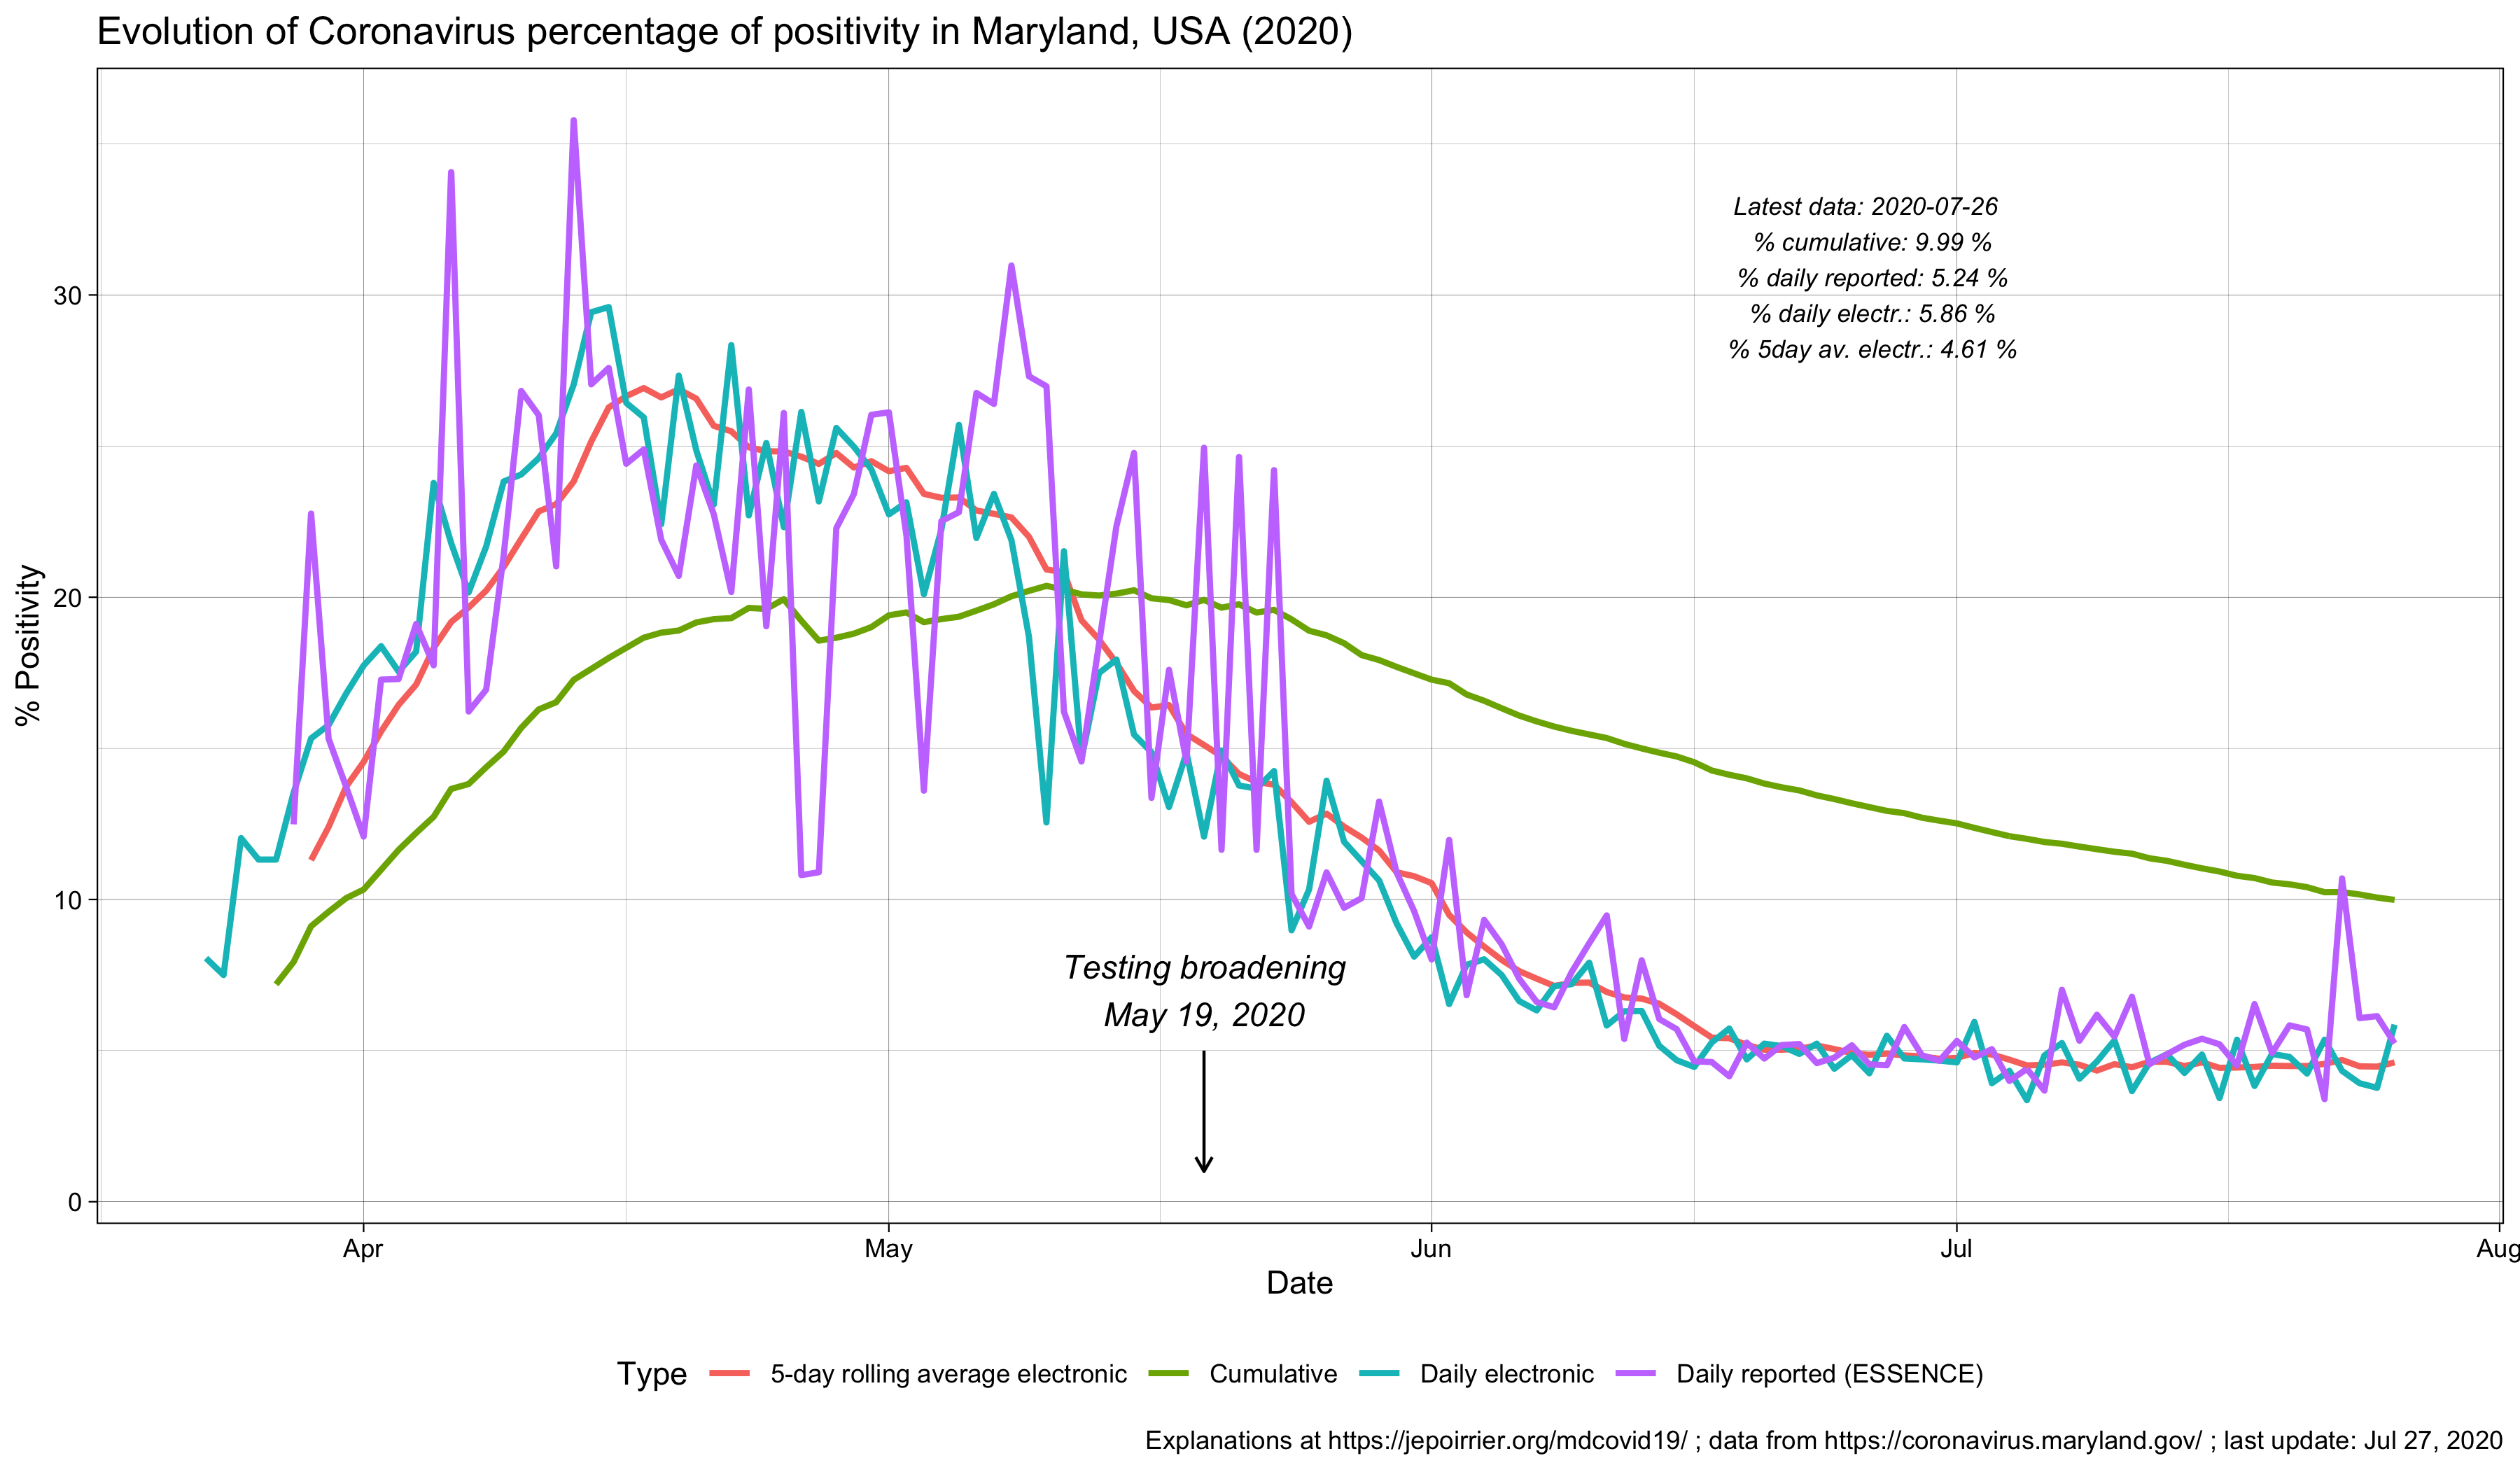 Evolution of Coronavirus percentage of positivity in Maryland, USA (2020)
Latest data: 2020-07-26
% cumulative: 9.99 %
% daily reported: 5.24 %
% daily electr.: 5.86 %
% 5day av. electr.: 4.61 %
% Positivity
30
20
10
0
Testing broadening
May 19, 2020
Apr May Jun Jul Aug
Date
Type 5-day rolling average electronic Cumulative Daily electronic Daily reported (ESSENCE)
Explanations at https://jepoirrier.org/mdcovid19/ ; data from https://coronavirus.maryland.gov/ ; last update: Jul 27, 2020